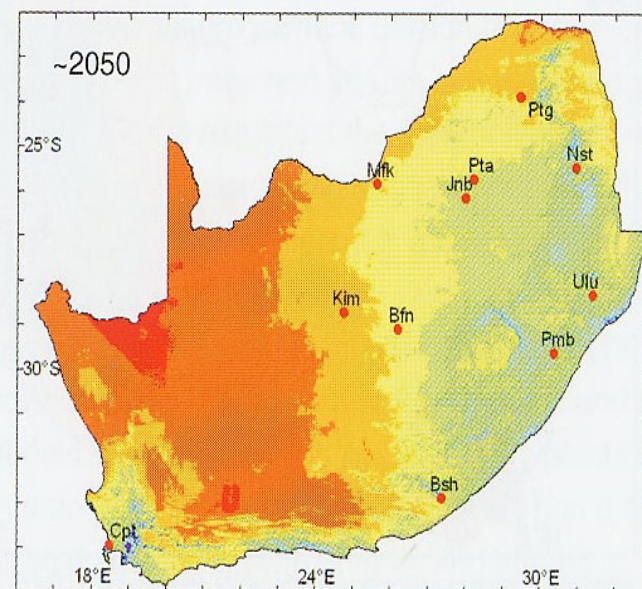 ~2050
Ptg
25°S
Mfk
Pta
Nst
Jnb
Ulu
Kim
Bfn
Pmb
30°S
Bsh
Cpt
18°E
24°E
30°E